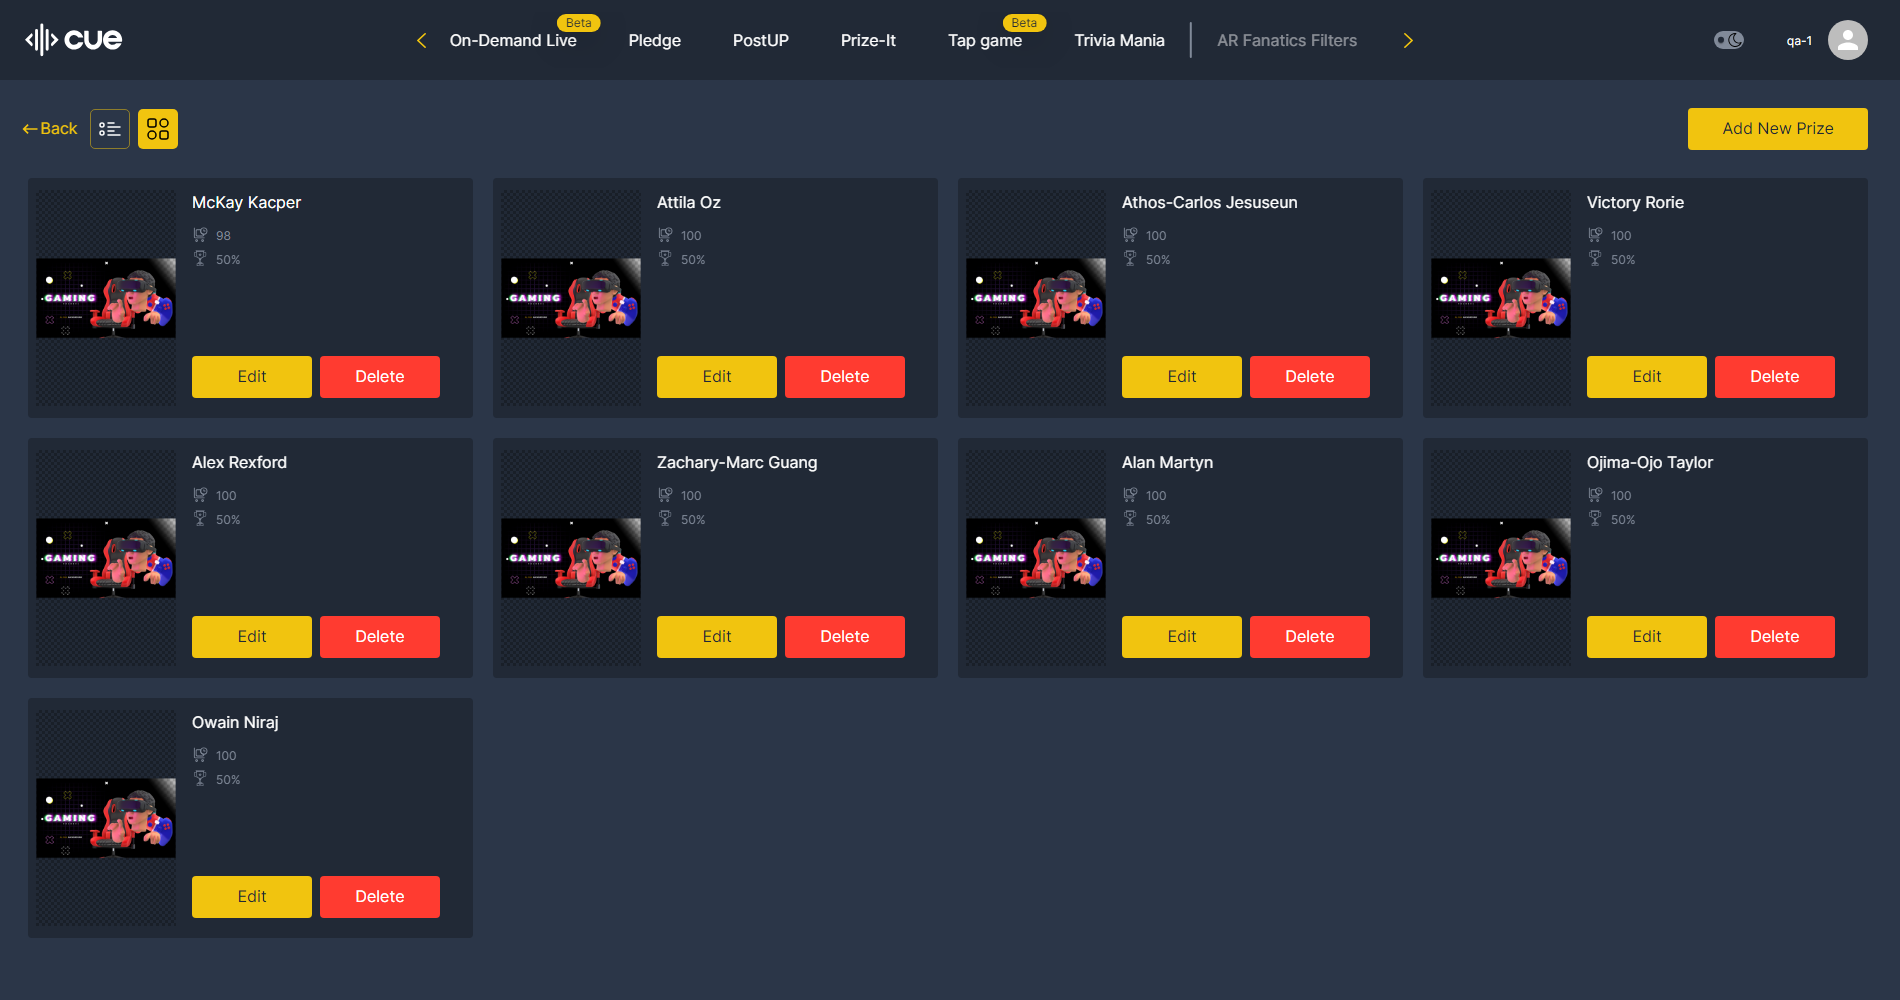 cue
On-Demand Live
Beta
Pledge
PostUP
Prize-It
Tap game
Beta
Trivia Mania
AR Fanatics Filters
qa-1
Back
Add New Prize
McKay Kacper
98
50%
GAMING
Edit
Delete
Attila Oz
100
50%
GAMING
Edit
Delete
Athos-Carlos Jesuseun
100
50%
GAMING
Edit
Delete
Victory Rorie
100
50%
GAMING
Edit
Delete
Alex Rexford
100
50%
GAMING
Edit
Delete
Zachary-Marc Guang
100
50%
GAMING
Edit
Delete
Alan Martyn
100
50%
GAMING
Edit
Delete
Ojima-Ojo Taylor
100
50%
GAMING
Edit
Delete
Owain Niraj
100
50%
GAMING
Edit
Delete